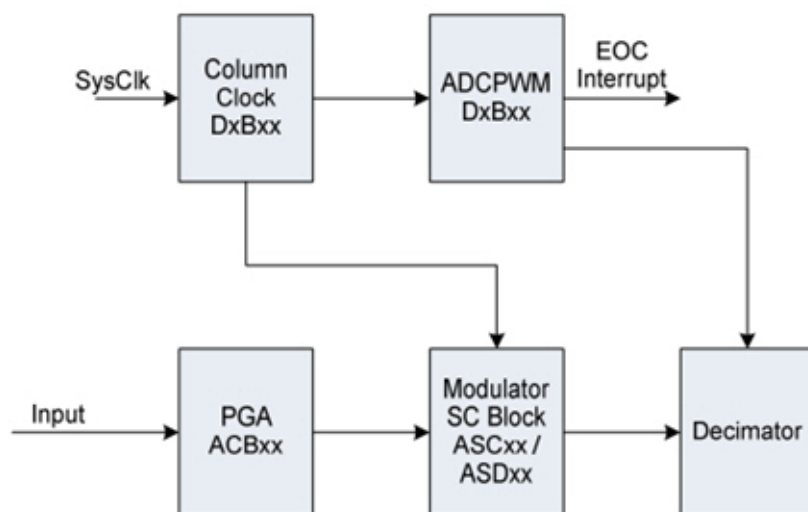 SysClk
Column
Clock
DxBxx
ADCPWM
DxBxx
EOC
Interrupt
Input
PGA
ACBxx
Modulator
SC Block
ASCxx /
ASDxx
Decimator